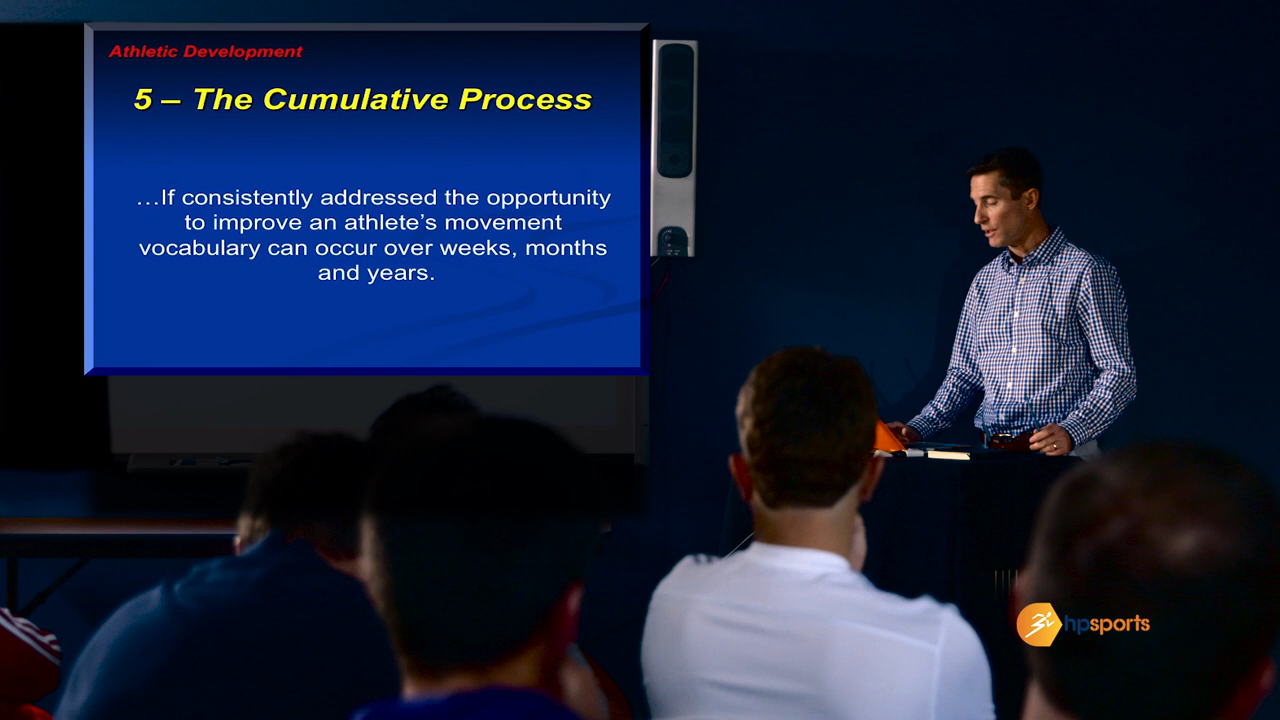 Athletic Development
5 – The Cumulative Process
…If consistently addressed the opportunity
to improve an athlete’s movement
vocabulary can occur over weeks, months
and years.
hpsports